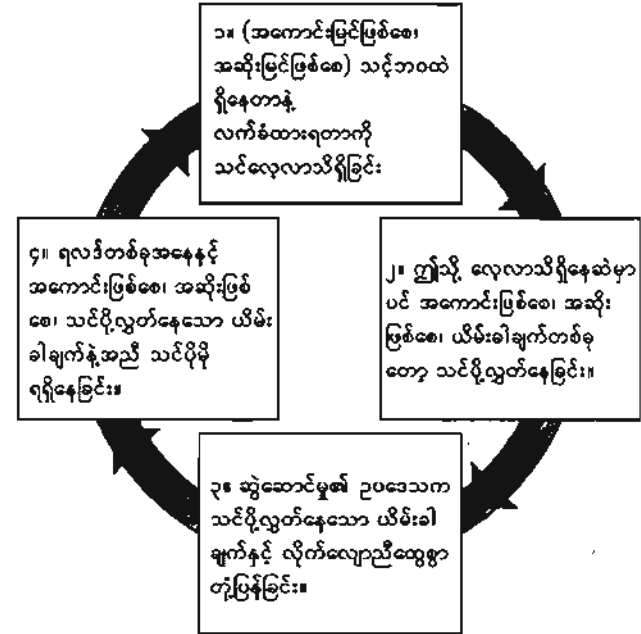 ၁။ (အကောင်းမြင်ဖြစ်စေ၊
အဆိုးမြင်ဖြစ်စေ) သင့်ဘဝထဲ
ရှိနေတာနဲ့
လက်ခံထားရတာကို
သင်လေ့လာသိရှိခြင်း
၂။ ဤသို့ လေ့လာသိရှိနေဆဲမှာ
ပင် အကောင်းဖြစ်စေ၊ အဆိုး
ဖြစ်စေ၊ ယိမ်းခါချက်တစ်ခု
တော့ သင်ပို့လွှတ်နေခြင်း။
၃။ ဆွဲဆောင်မှု၏ ဥပဒေသက
သင်ပို့လွှတ်နေသော ယိမ်းခါ
ချက်နှင့် လိုက်လျောညီထွေစွာ
တုံ့ပြန်ခြင်း။
၄။ ရလဒ်တစ်ခုအနေနှင့်
အကောင်းဖြစ်စေ၊ အဆိုးဖြစ်
စေ၊ သင်ပို့လွှတ်နေသော ယိမ်း
ခါချက်နဲ့အညီ သင်ပိုမို
ရရှိနေခြင်း။